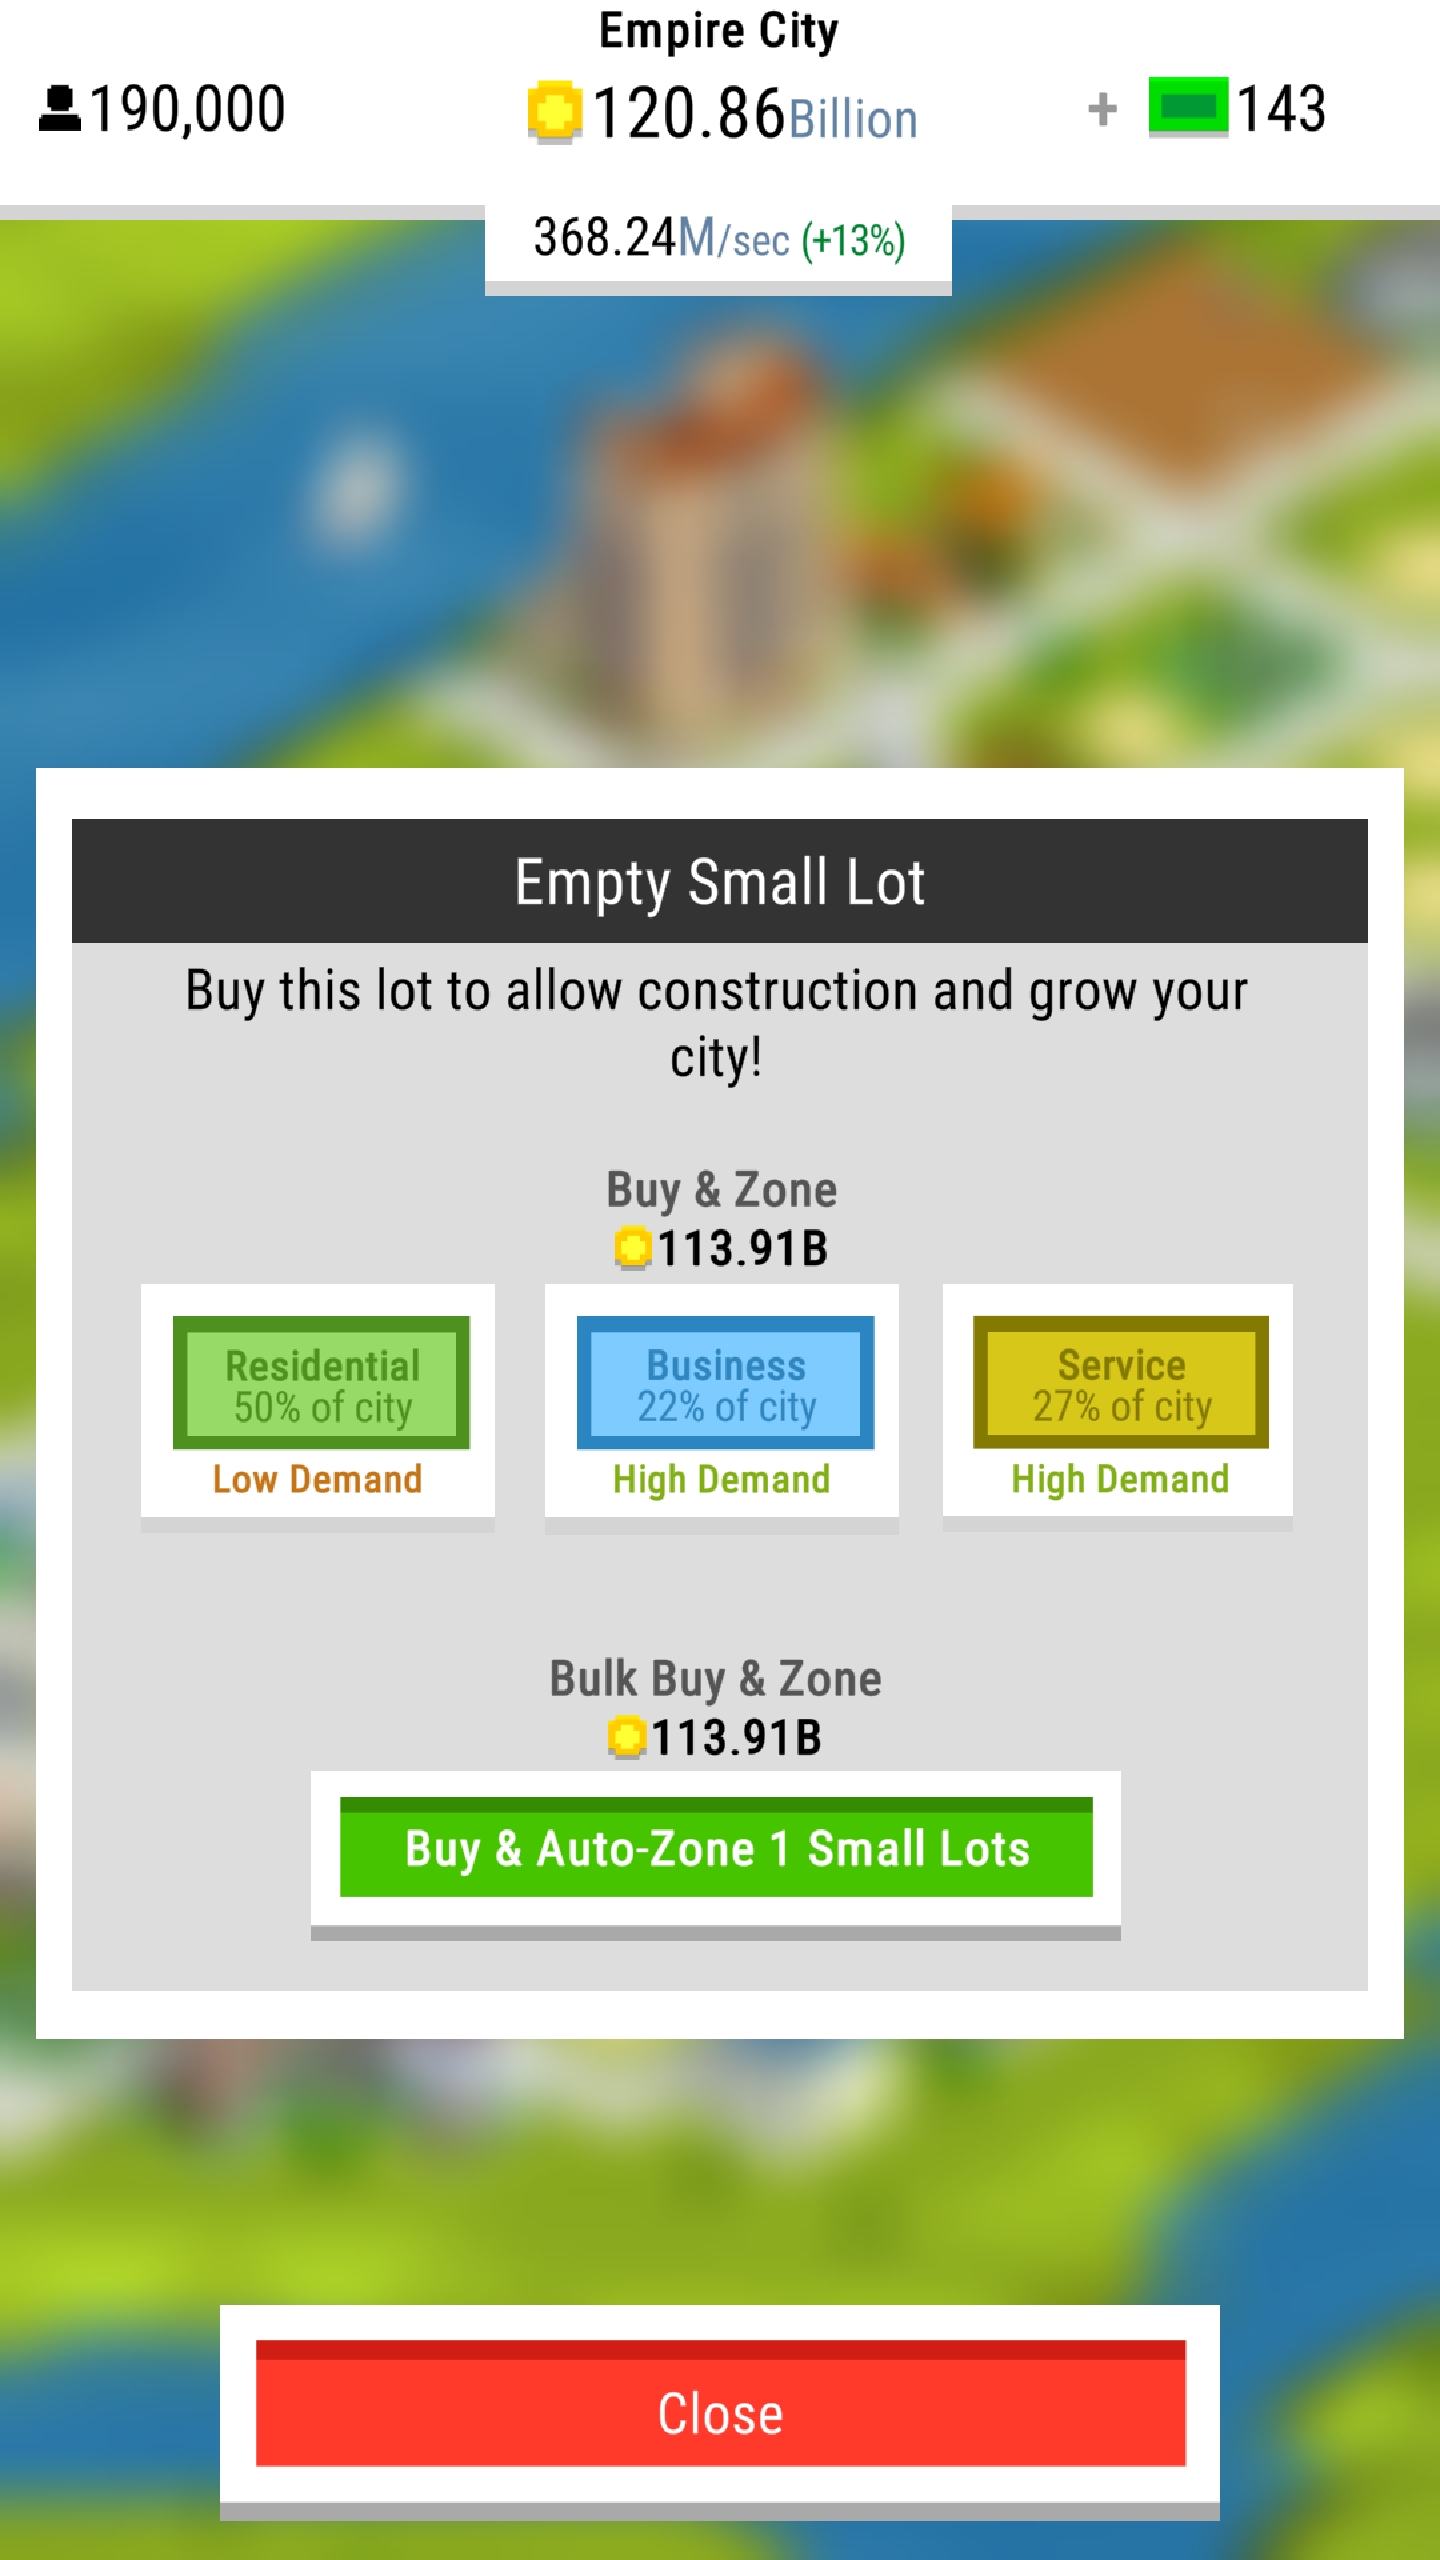 Empire City
190,000
120.86Billion
+ 143
368.24M/sec (+13%)
Empty Small Lot
Buy this lot to allow construction and grow your
city!
Buy & Zone
113.91B
Residential
50% of city
Low Demand
Business
22% of city
High Demand
Service
27% of city
High Demand
Bulk Buy & Zone
113.91B
Buy & Auto-Zone 1 Small Lots
Close